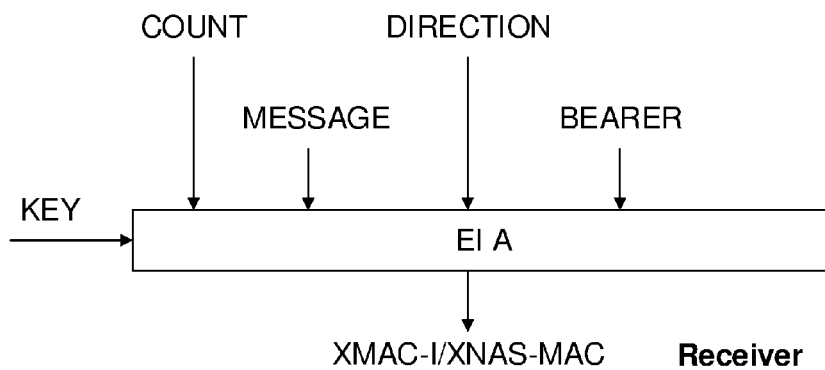 COUNT DIRECTION
MESSAGE BEARER
KEY
EI A
XMAC-I/XNAS-MAC Receiver